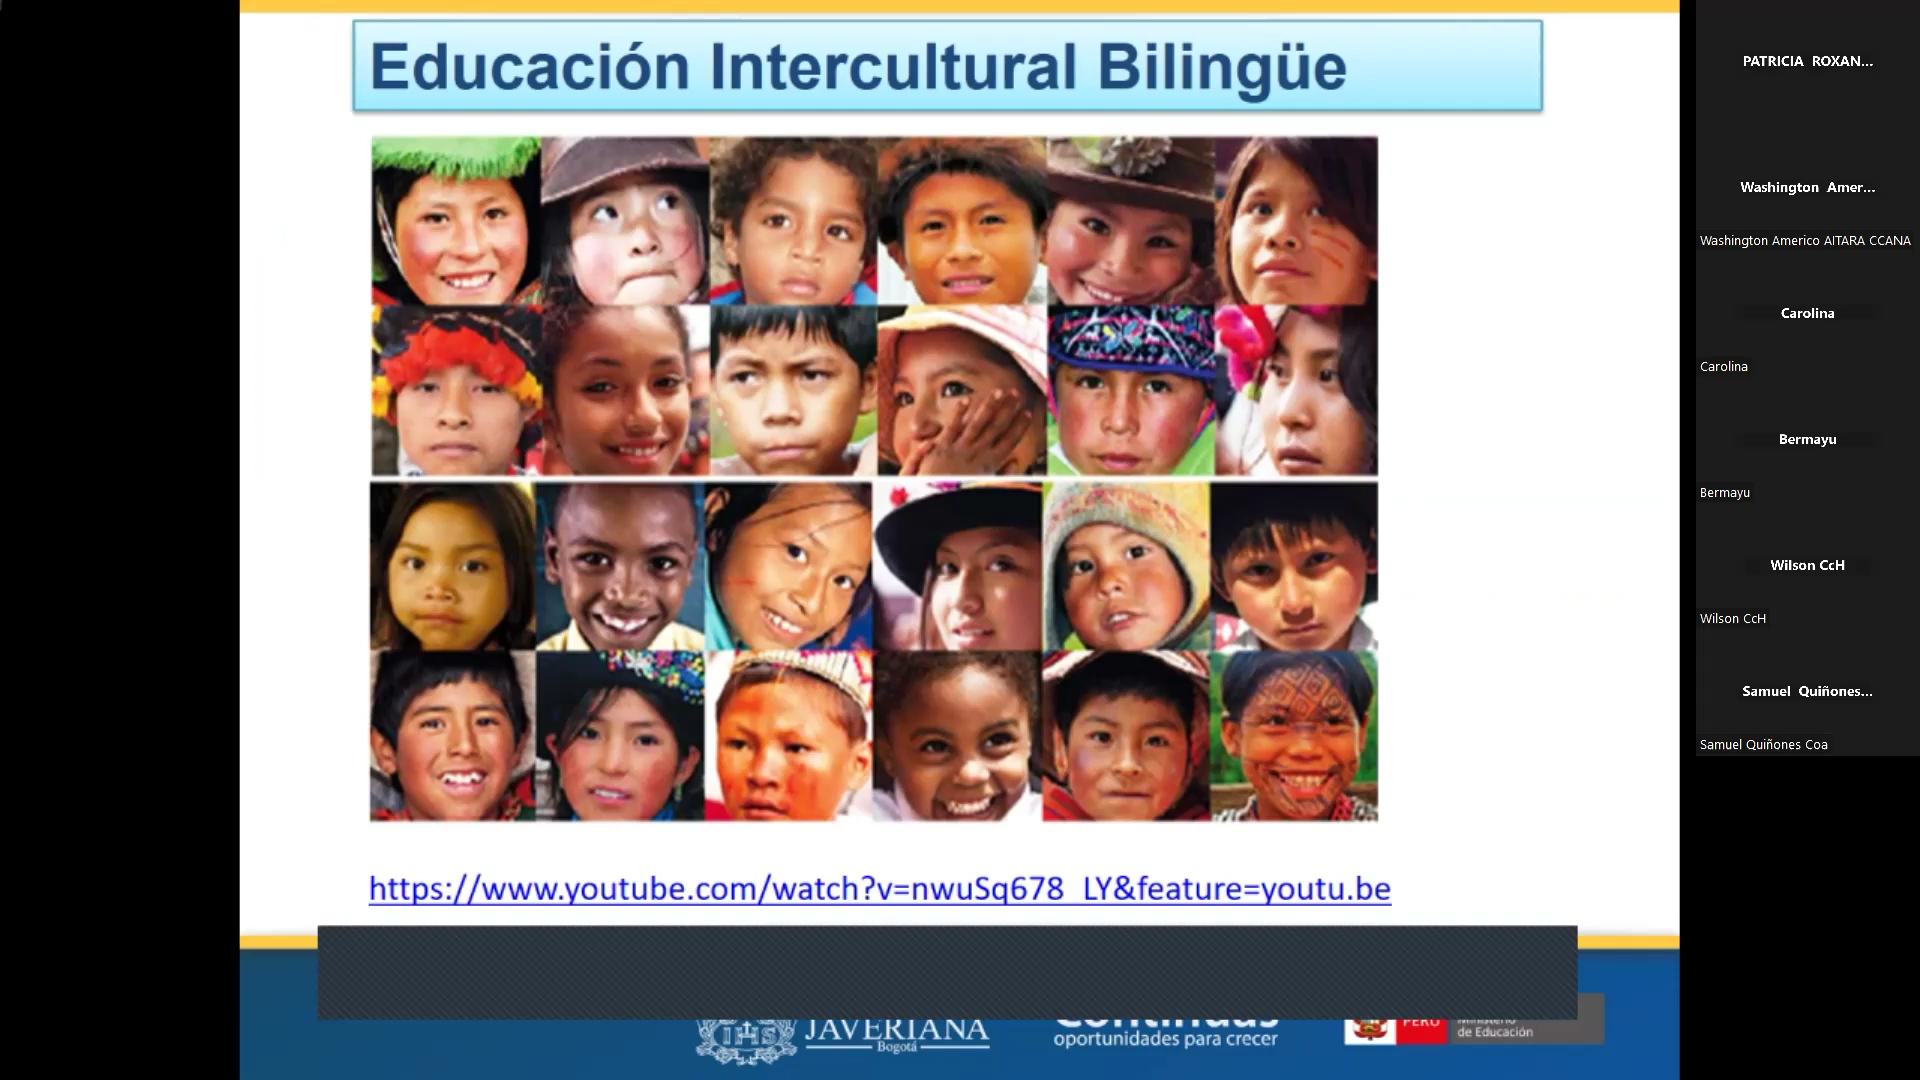 Educación Intercultural Bilingüe
https://www.youtube.com/watch?v=nwuSq678_LY&feature=youtu.be
JAVERIANA
Bogotá
Continuas
oportunidades para crecer
PERÚ
Ministerio
de Educación
PATRICIA ROXAN...
Washington Amer...
Washington Americo AITARA CCANA
Carolina
Carolina
Bermayu
Bermayu
Wilson CcH
Wilson CcH
Samuel Quiñones...
Samuel Quiñones Coa